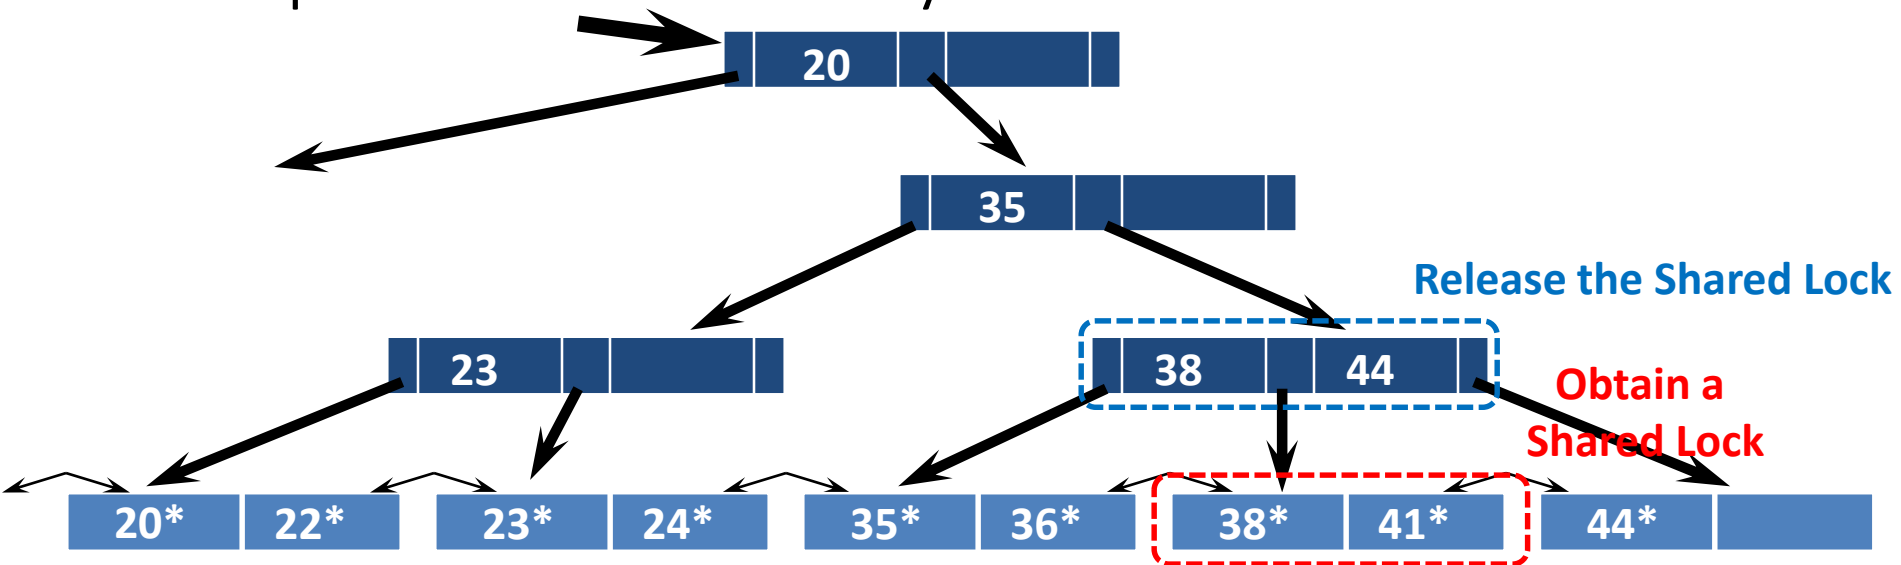 20
35
Release the Shared Lock
23
38 44
Obtain a
Shared Lock
20* 22* 23* 24* 35* 36* 38* 41* 44*